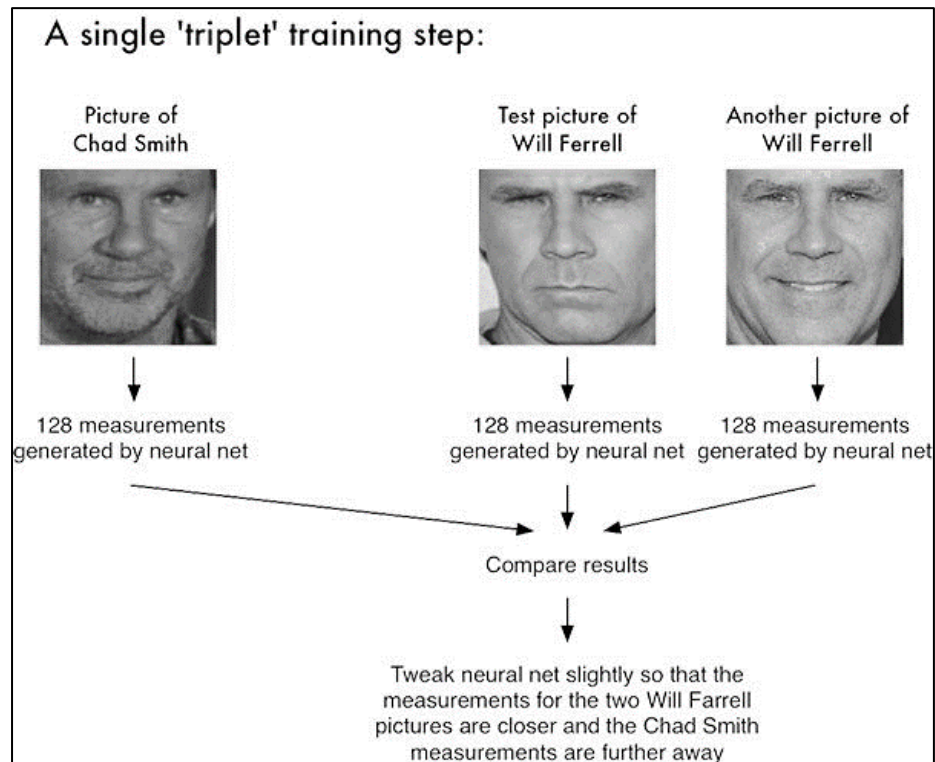 A single 'triplet' training step:
Picture of
Chad Smith
Test picture of
Will Ferrell
Another picture of
Will Ferrell
128 measurements
generated by neural net
128 measurements
generated by neural net
128 measurements
generated by neural net
Compare results
Tweak neural net slightly so that the
measurements for the two Will Farrell
pictures are closer and the Chad Smith
measurements are further away